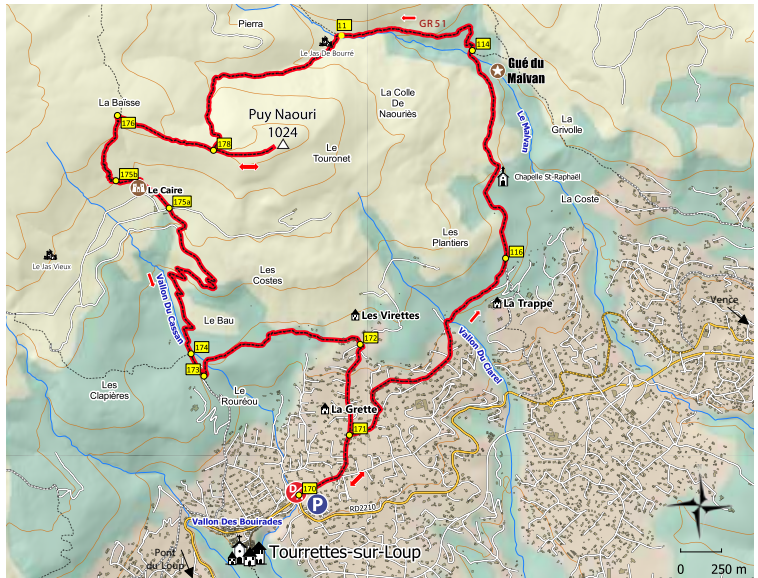 Pierra
11
GR 51
114
Le Jas De Bourré
Gué du
Malvan
La Baïsse
176
Puy Naouri
1024
La Colle
De
Naouriès
Le Malvan
La
Grivolle
178
Le
Touronet
175b
Le Caire
Chapelle St-Raphaël
175a
La Coste
Les
Plantiers
116
Le Jas Vieux
Les
Costes
Vallon Du Cassan
La Trappe
Vence
Le Bau
Les Virettes
172
Vallon Du Clarel
174
173
Les
Clapières
Le
Rouréou
La Grette
171
D
170
P
RD2210
Vallon Des Bouirades
Tourrettes-sur-Loup
Pont
du Loup
0 250 m